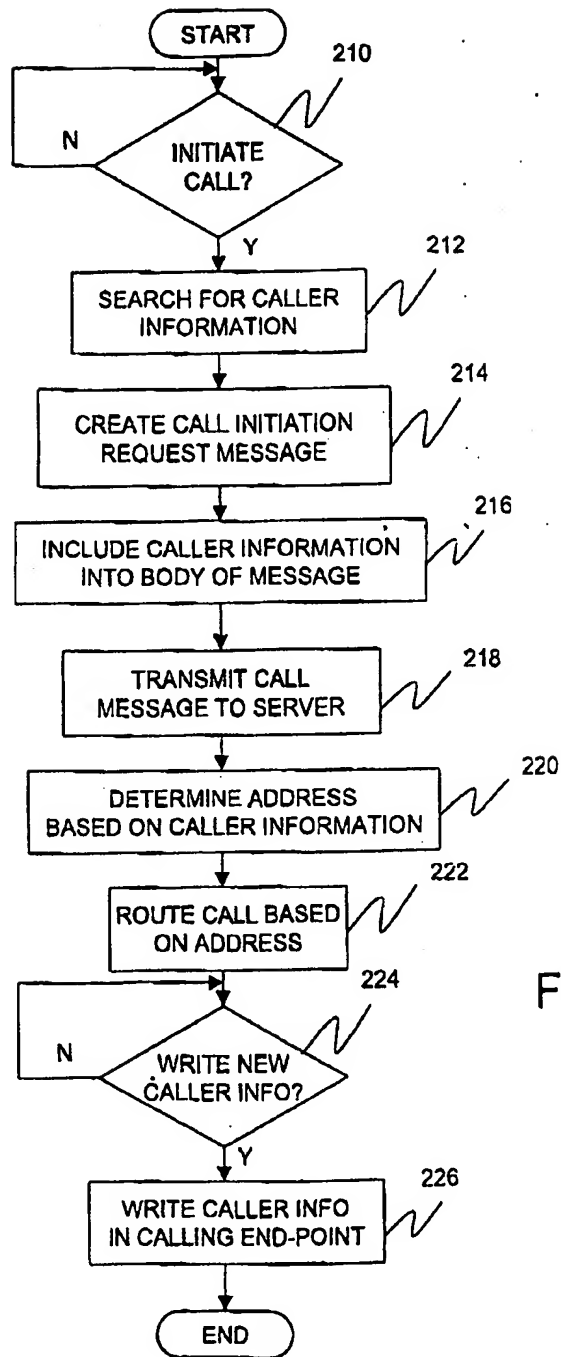 START
210
N
INITIATE
CALL?
Y
212
SEARCH FOR CALLER
INFORMATION
214
CREATE CALL INITIATION
REQUEST MESSAGE
216
INCLUDE CALLER INFORMATION
INTO BODY OF MESSAGE
218
TRANSMIT CALL
MESSAGE TO SERVER
220
DETERMINE ADDRESS
BASED ON CALLER INFORMATION
222
ROUTE CALL BASED
ON ADDRESS
224
F
N
WRITE NEW
CALLER INFO?
Y
226
WRITE CALLER INFO
IN CALLING END-POINT
END